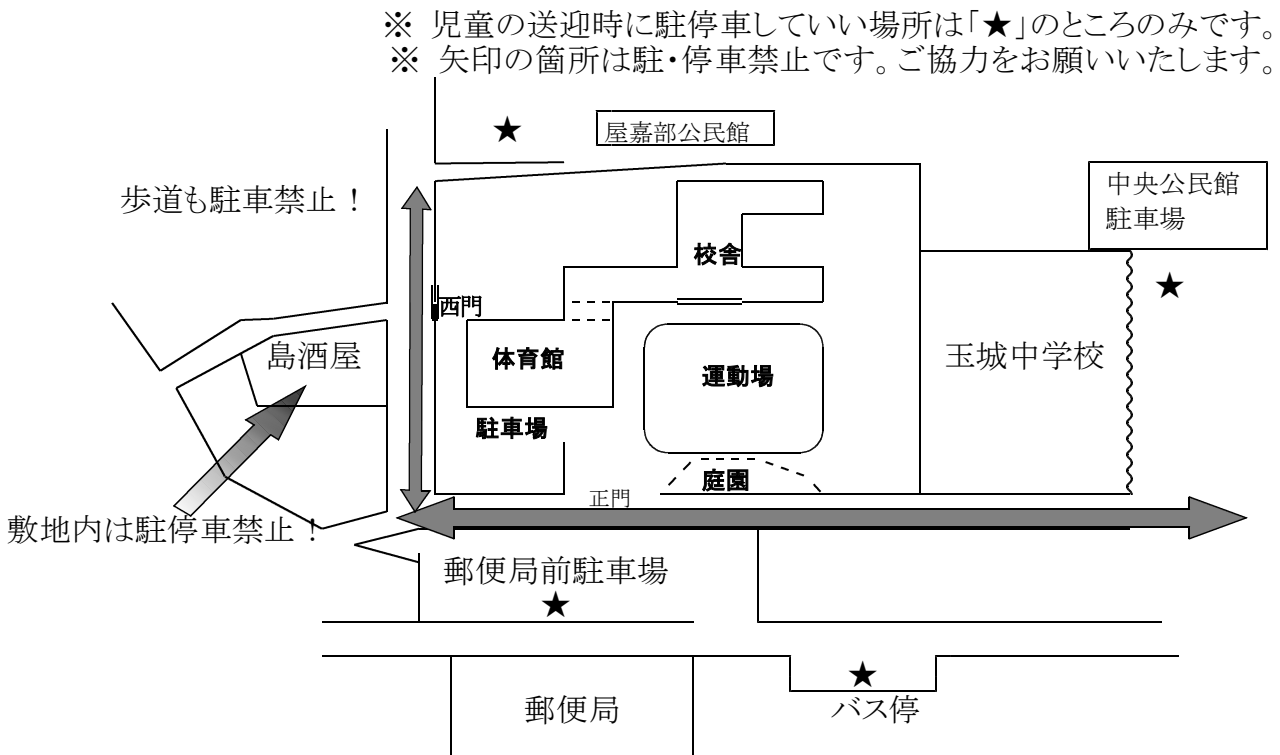 ※ 児童の送迎時に駐停車していい場所は「★」のところのみです。
※ 矢印の箇所は駐・停車禁止です。ご協力をお願いいたします。
★
屋嘉部公民館
中央公民館
駐車場
歩道も駐車禁止！
校舎
★
西門
島酒屋
体育館
運動場
玉城中学校
駐車場
庭園
正門
敷地内は駐停車禁止！
郵便局前駐車場
★
★
郵便局
バス停